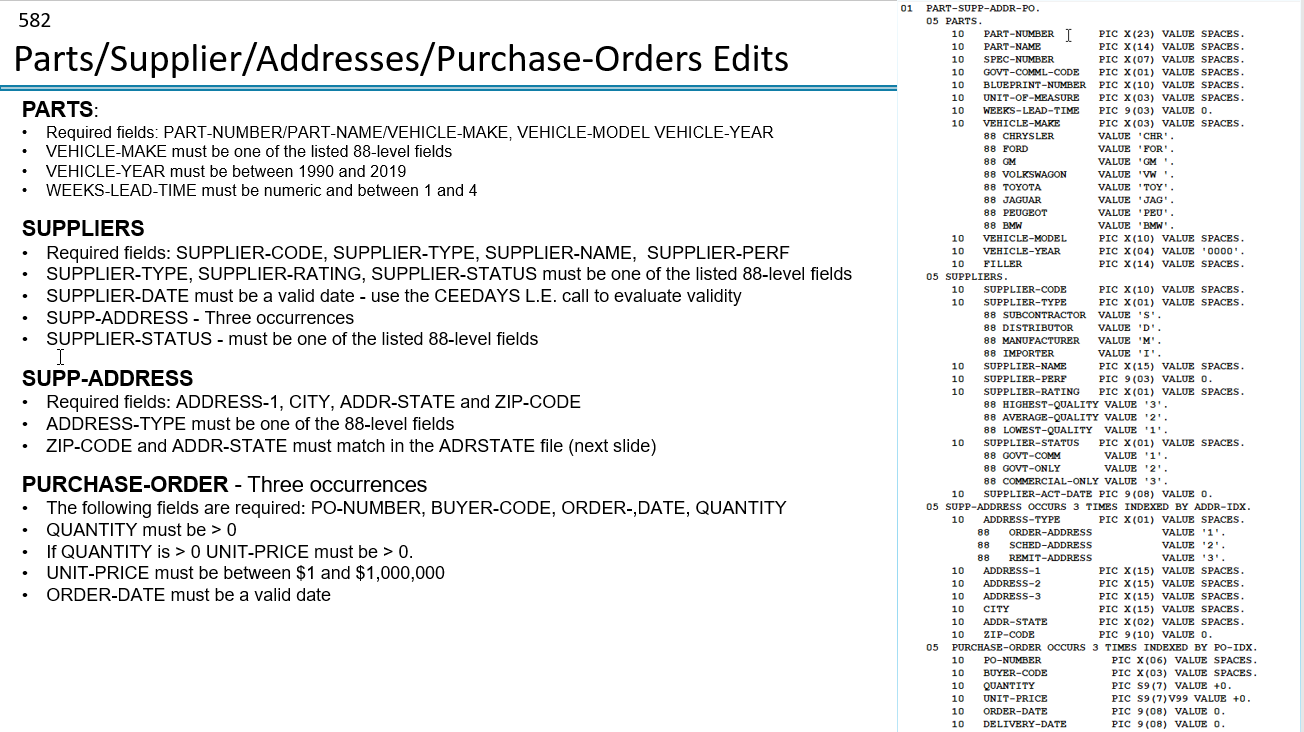 582
Parts/Supplier/Addresses/Purchase-Orders Edits
PARTS:
• Required fields: PART-NUMBER/PART-NAME/VEHICLE-MAKE, VEHICLE-MODEL VEHICLE-YEAR
• VEHICLE-MAKE must be one of the listed 88-level fields
• VEHICLE-YEAR must be between 1990 and 2019
• WEEKS-LEAD-TIME must be numeric and between 1 and 4
SUPPLIERS
• Required fields: SUPPLIER-CODE, SUPPLIER-TYPE, SUPPLIER-NAME, SUPPLIER-PERF
• SUPPLIER-TYPE, SUPPLIER-RATING, SUPPLIER-STATUS must be one of the listed 88-level fields
• SUPPLIER-DATE must be a valid date - use the CEEDAYS L.E. call to evaluate validity
• SUPP-ADDRESS - Three occurrences
• SUPPLIER-STATUS - must be one of the listed 88-level fields
SUPP-ADDRESS
• Required fields: ADDRESS-1, CITY, ADDR-STATE and ZIP-CODE
• ADDRESS-TYPE must be one of the 88-level fields
• ZIP-CODE and ADDR-STATE must match in the ADRSTATE file (next slide)
PURCHASE-ORDER - Three occurrences
• The following fields are required: PO-NUMBER, BUYER-CODE, ORDER-,DATE, QUANTITY
• QUANTITY must be > 0
• If QUANTITY is > 0 UNIT-PRICE must be > 0.
• UNIT-PRICE must be between $1 and $1,000,000
• ORDER-DATE must be a valid date
01 PART-SUPP-ADDR-PO.
05 PARTS.
10 PART-NUMBER PIC X(23) VALUE SPACES.
10 PART-NAME PIC X(14) VALUE SPACES.
10 SPEC-NUMBER PIC X(07) VALUE SPACES.
10 GOVT-COMML-CODE PIC X(01) VALUE SPACES.
10 BLUEPRINT-NUMBER PIC X(10) VALUE SPACES.
10 UNIT-OF-MEASURE PIC X(03) VALUE SPACES.
10 WEEKS-LEAD-TIME PIC 9(03) VALUE 0.
10 VEHICLE-MAKE PIC X(03) VALUE SPACES.
88 CHRYSLER VALUE 'CHR'.
88 FORD VALUE 'FOR'.
88 GM VALUE 'GM '.
88 VOLKSWAGON VALUE 'VW '.
88 TOYOTA VALUE 'TOY'.
88 JAGUAR VALUE 'JAG'.
88 PEUGEOT VALUE 'PEU'.
88 BMW VALUE 'BMW'.
10 VEHICLE-MODEL PIC X(10) VALUE SPACES.
10 VEHICLE-YEAR PIC X(04) VALUE '0000'.
10 FILLER PIC X(14) VALUE SPACES.
05 SUPPLIERS.
10 SUPPLIER-CODE PIC X(10) VALUE SPACES.
10 SUPPLIER-TYPE PIC X(01) VALUE SPACES.
88 SUBCONTRACTOR VALUE 'S'.
88 DISTRIBUTOR VALUE 'D'.
88 MANUFACTURER VALUE 'M'.
88 IMPORTER VALUE 'I'.
10 SUPPLIER-NAME PIC X(15) VALUE SPACES.
10 SUPPLIER-PERF PIC 9(03) VALUE 0.
10 SUPPLIER-RATING PIC X(01) VALUE SPACES.
88 HIGHEST-QUALITY VALUE '3'.
88 AVERAGE-QUALITY VALUE '2'.
88 LOWEST-QUALITY VALUE '1'.
10 SUPPLIER-STATUS PIC X(01) VALUE SPACES.
88 GOVT-COMM VALUE '1'.
88 GOVT-ONLY VALUE '2'.
88 COMMERCIAL-ONLY VALUE '3'.
10 SUPPLIER-ACT-DATE PIC 9(08) VALUE 0.
05 SUPP-ADDRESS OCCURS 3 TIMES INDEXED BY ADDR-IDX.
10 ADDRESS-TYPE PIC X(01) VALUE SPACES.
88 ORDER-ADDRESS VALUE '1'.
88 SCHED-ADDRESS VALUE '2'.
88 REMIT-ADDRESS VALUE '3'.
10 ADDRESS-1 PIC X(15) VALUE SPACES.
10 ADDRESS-2 PIC X(15) VALUE SPACES.
10 ADDRESS-3 PIC X(15) VALUE SPACES.
10 CITY PIC X(15) VALUE SPACES.
10 ADDR-STATE PIC X(02) VALUE SPACES.
10 ZIP-CODE PIC 9(10) VALUE 0.
05 PURCHASE-ORDER OCCURS 3 TIMES INDEXED BY PO-IDX.
10 PO-NUMBER PIC X(06) VALUE SPACES.
10 BUYER-CODE PIC X(03) VALUE SPACES.
10 QUANTITY PIC S9(7) VALUE +0.
10 UNIT-PRICE PIC S9(7)V99 VALUE +0.
10 ORDER-DATE PIC 9(08) VALUE 0.
10 DELIVERY-DATE PIC 9(08) VALUE 0.